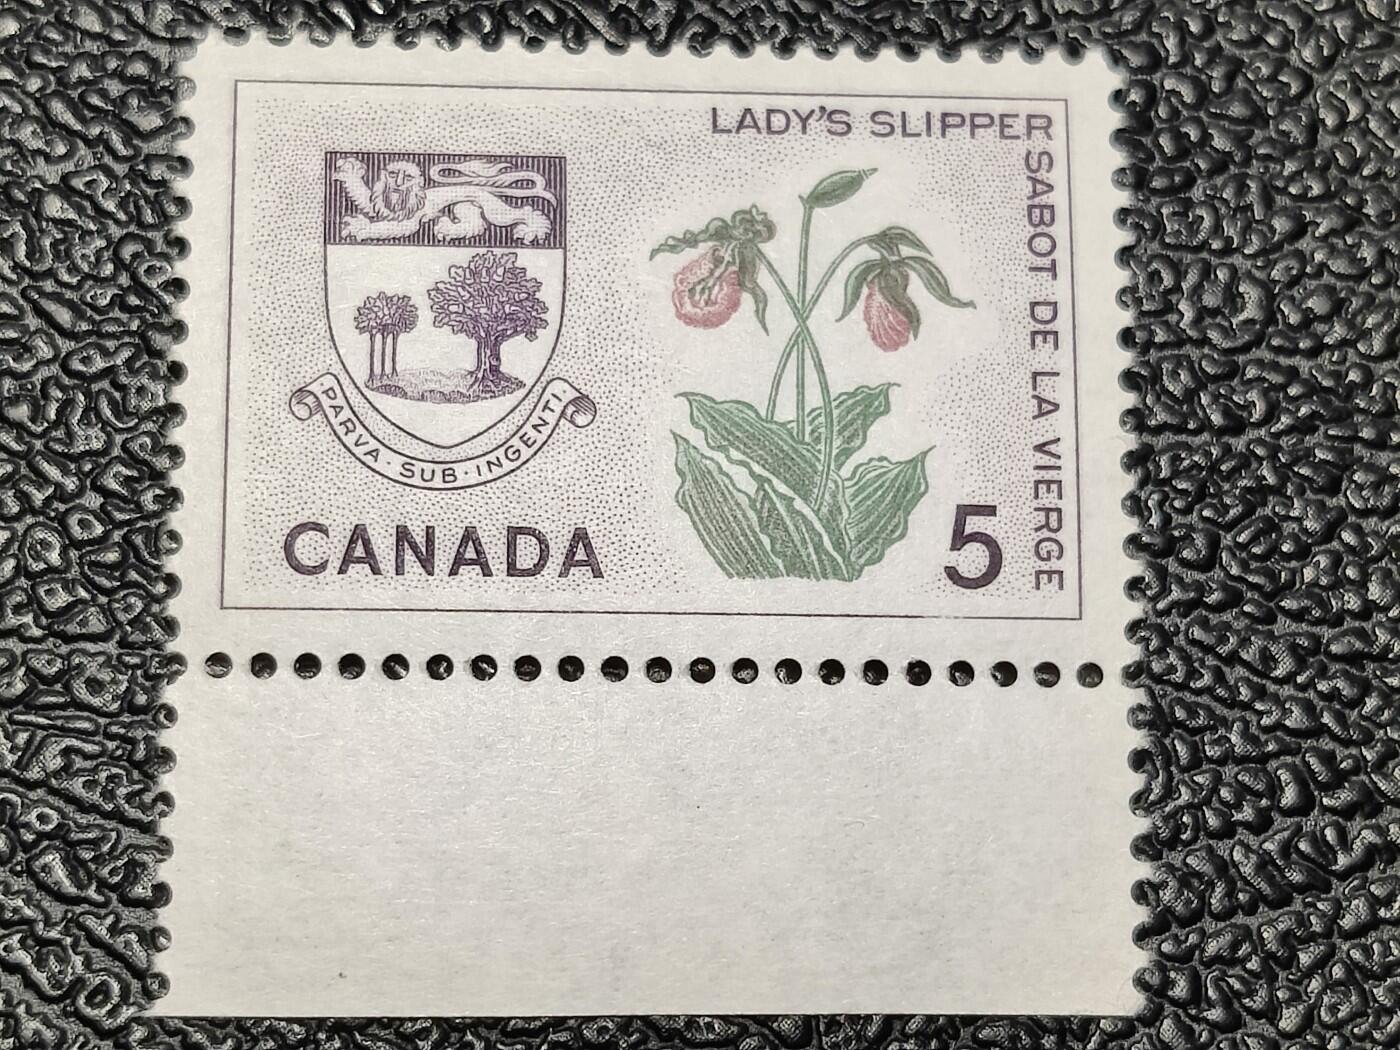 LADY'S SLIPPER
SABOT DE LA VIERGE
PARVA · SUB · INGENTI
CANADA
5